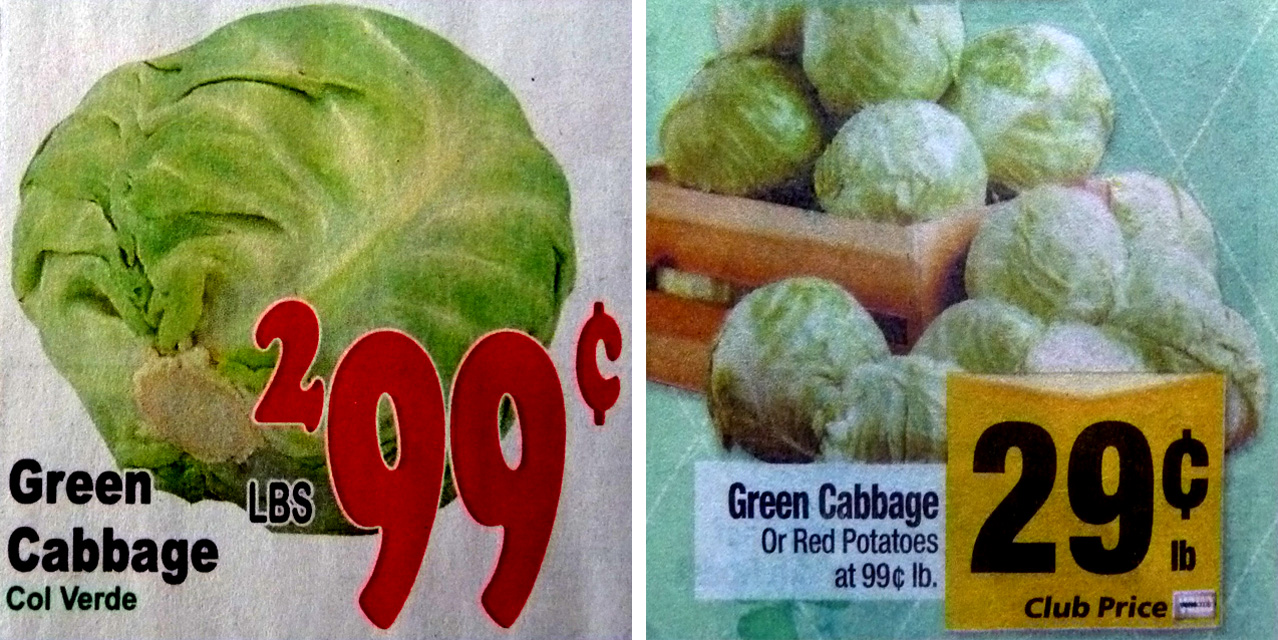 2 LBS 99¢
Green
Cabbage
Col Verde
Green Cabbage
Or Red Potatoes
at 99¢ lb.
29¢ lb
Club Price